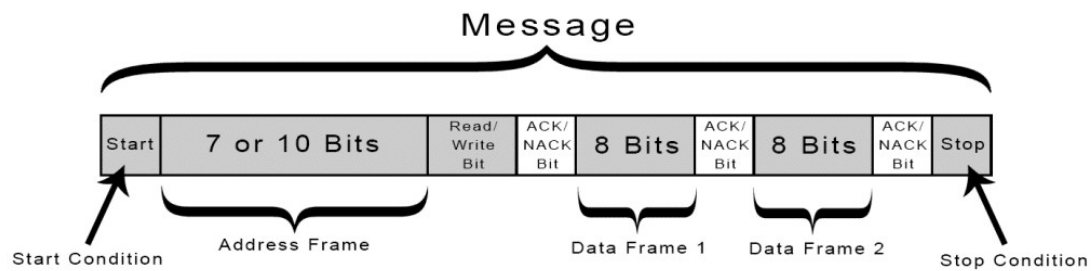 Message
Start
7 or 10 Bits
Read/
Write
Bit
ACK/
NACK
Bit
8 Bits
ACK/
NACK
Bit
8 Bits
ACK/
NACK
Bit
Stop
Start Condition
Address Frame
Data Frame 1
Data Frame 2
Stop Condition